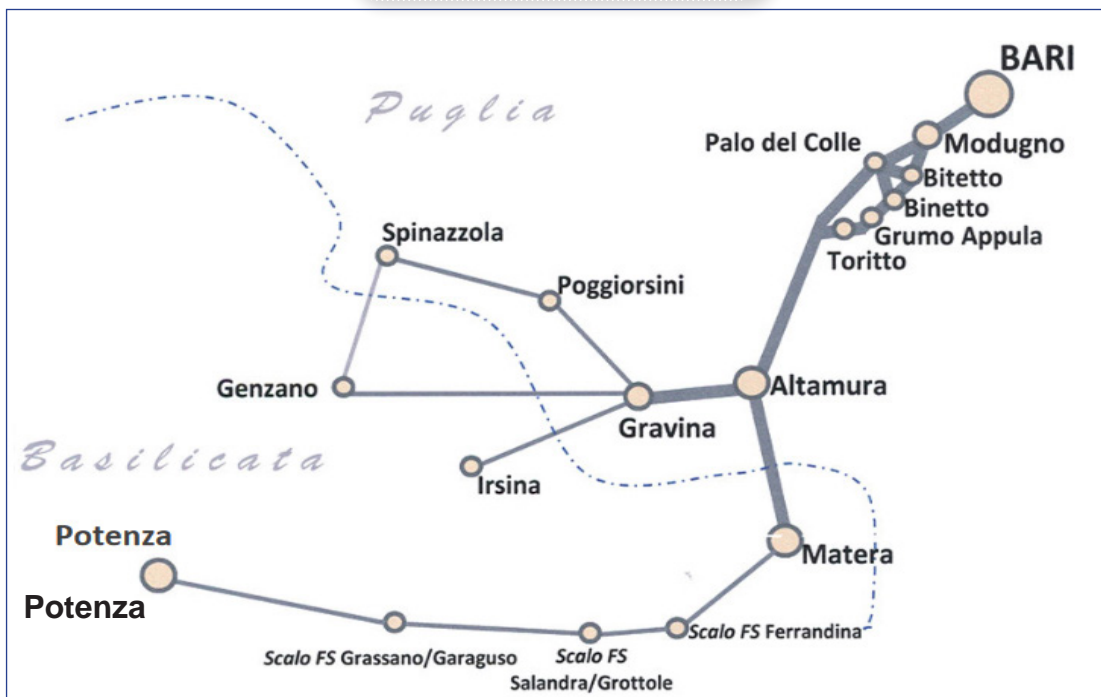 BARI
Puglia
Palo del Colle
Modugno
Bitetto
Binetto
Grumo Appula
Toritto
Spinazzola
Poggiorsini
Genzano
Altamura
Gravina
Basilicata
Irsina
Potenza
Matera
Potenza
Scalo FS Ferrandina
Scalo FS Grassano/Garaguso
Scalo FS
Salandra/Grottole